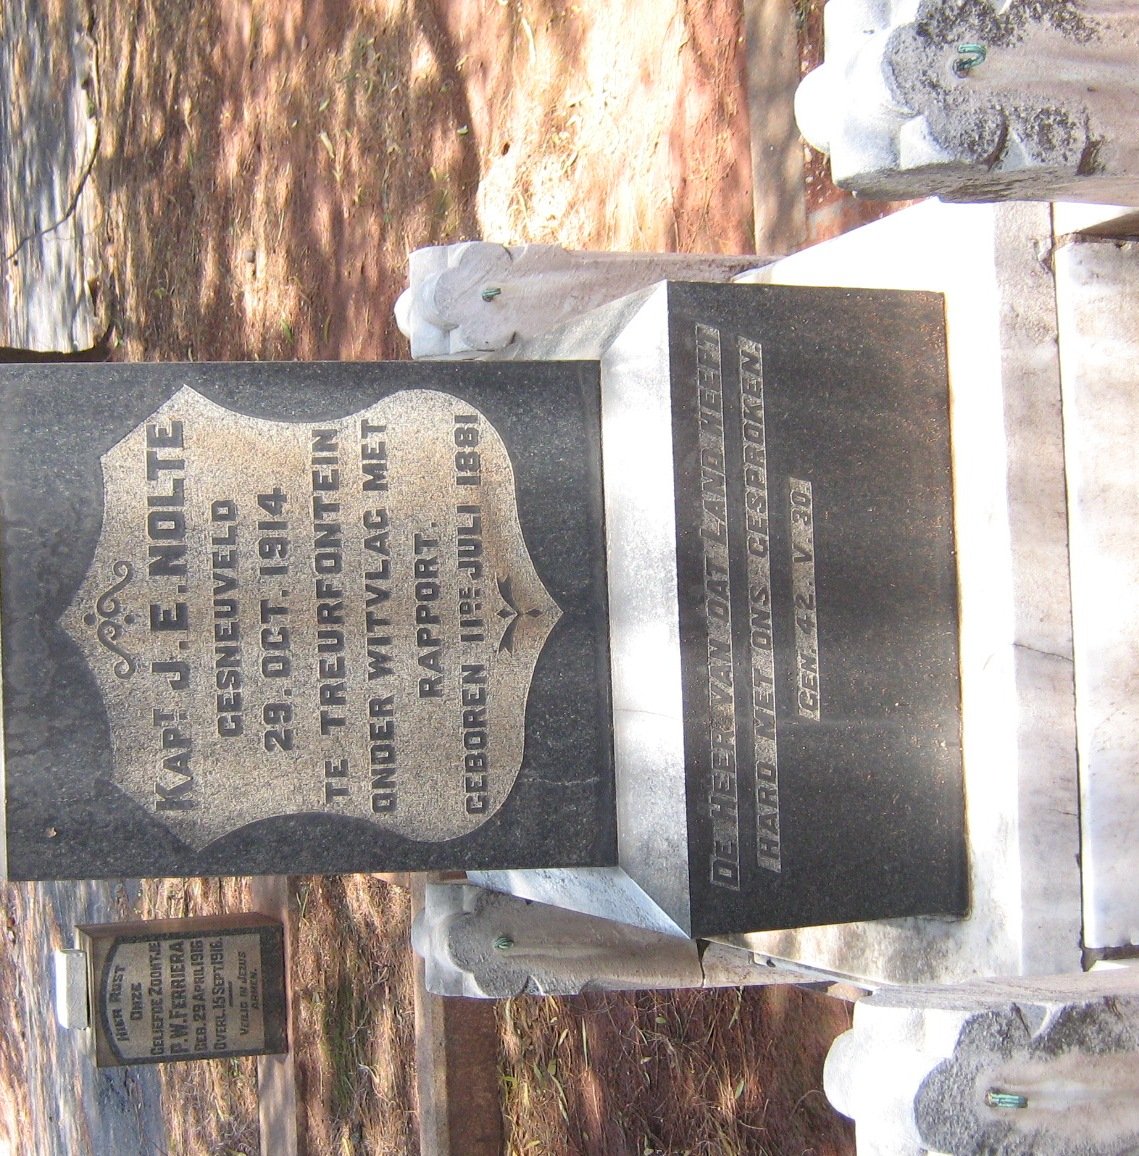 KAPT. J.E. NOLTE
GESNEUVELD
29. OCT. 1914
TE TREURFONTEIN
ONDER WITVLAG MET
RAPPORT.
GEBOREN 11DE. JULI 1881
DE HEER VAN DAT LAND HEEFT
HARD MET ONS GESPROKEN.
GEN. 42. V. 30.
HIER RUST
ONZE
GELIEFDE ZOONTJE
F.W. FERRIERA
GEB. 29 APRIL 1916
OVERL. 15 SEPT. 1916.
VEILIG IN JEZUS
ARMEN.